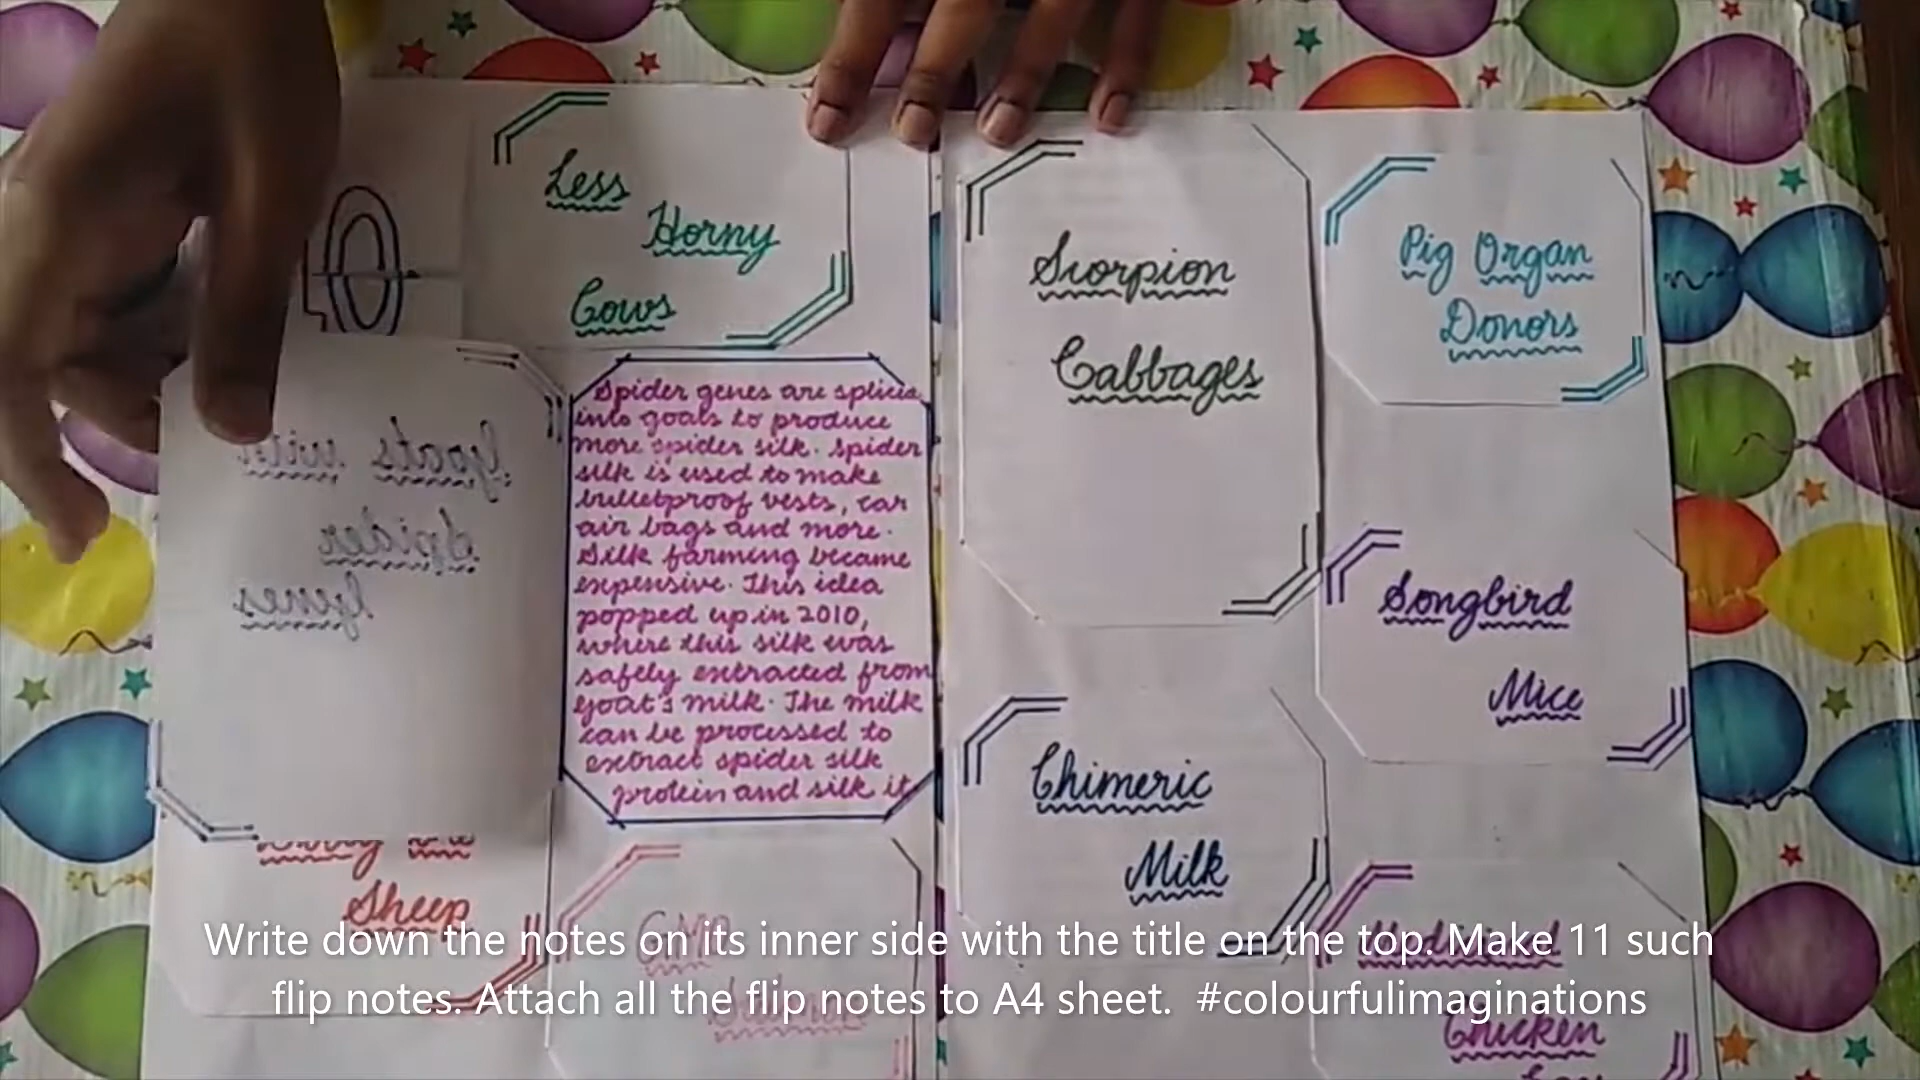 Less
Horny
Cows
Goats with
Spider
Genes
Spider genes are splicin
into goats to produce
more spider silk. Spider
silk is used to make
bulletproof vests, car
air bags and more.
Silk farming became
expensive. This idea
popped up in 2010,
where this silk was
safely extracted from
goat's milk. The milk
can be processed to
extract spider silk
protein and silk it
Sheep
Scorpion
Cabbages
Pig Organ
Donors
Songbird
Mice
Chimeric
Milk
Chicken
Write down the notes on its inner side with the title on the top. Make 11 such
flip notes. Attach all the flip notes to A4 sheet. #colourfulimaginations